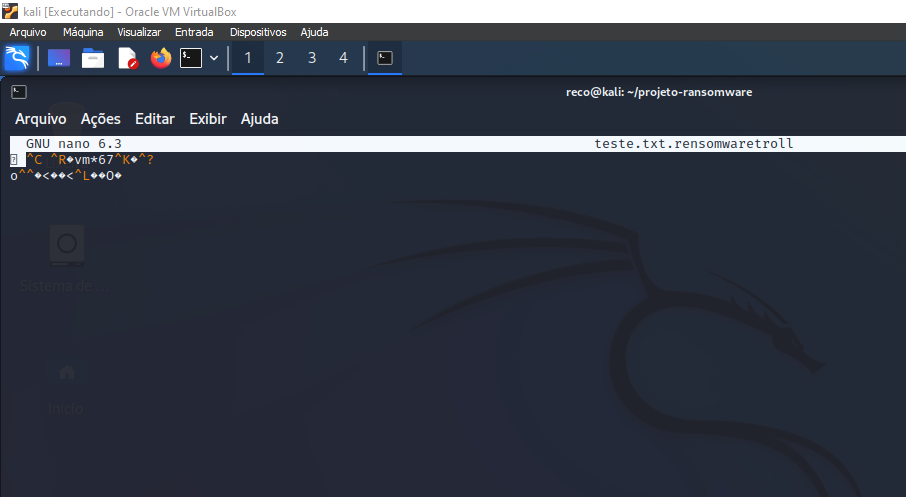 kali [Executando] - Oracle VM VirtualBox
Arquivo Máquina Visualizar Entrada Dispositivos Ajuda
1 2 3 4
reco@kali: ~/projeto-ransomware
Arquivo Ações Editar Exibir Ajuda
GNU nano 6.3 teste.txt.rensomwaretroll
^C ^R�vm*67^K�^?
o^^�<��<^L��O�
Sistema de ...
Início